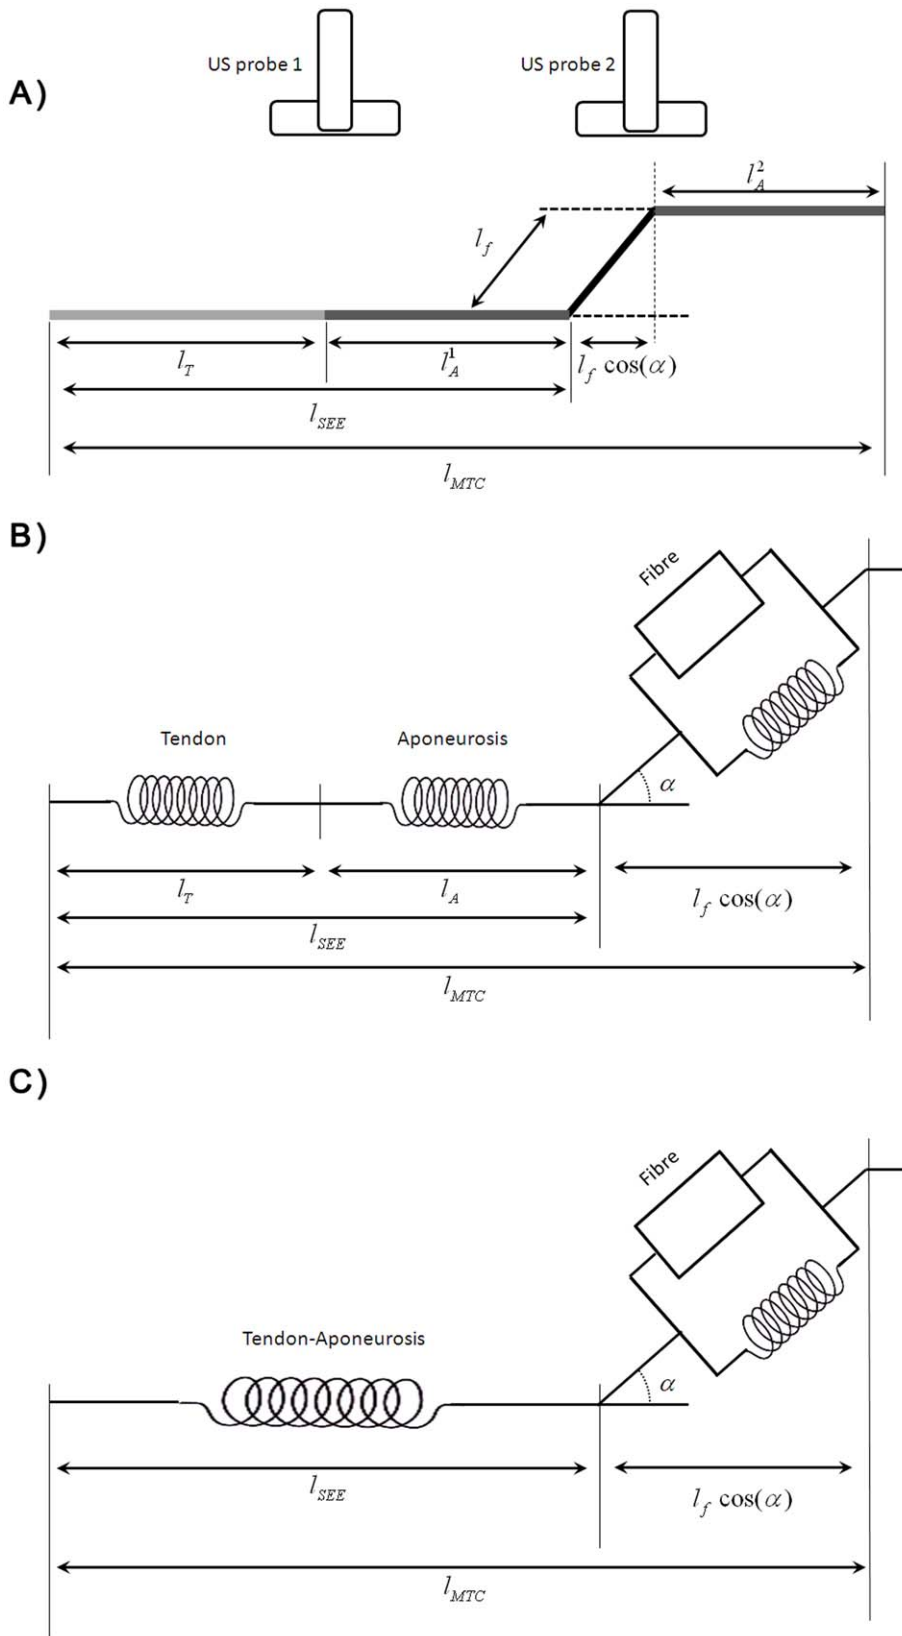 US probe 1
US probe 2
A)
l_A^2
l_f
l_T
l_A^1
l_f cos(α)
l_SEE
l_MTC
B)
Fibre
Tendon
Aponeurosis
α
l_T
l_A
l_f cos(α)
l_SEE
l_MTC
C)
Fibre
Tendon-Aponeurosis
α
l_SEE
l_f cos(α)
l_MTC